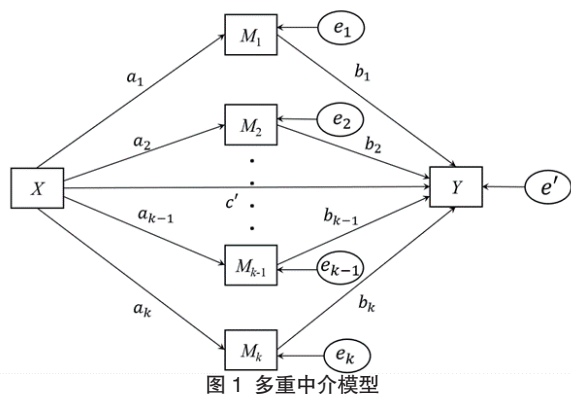 M₁
e₁
a₁
b₁
M₂
e₂
a₂
b₂
X
c′
Y
e′
aₖ₋₁
bₖ₋₁
Mₖ₋₁
eₖ₋₁
aₖ
bₖ
Mₖ
eₖ
图 1 多重中介模型